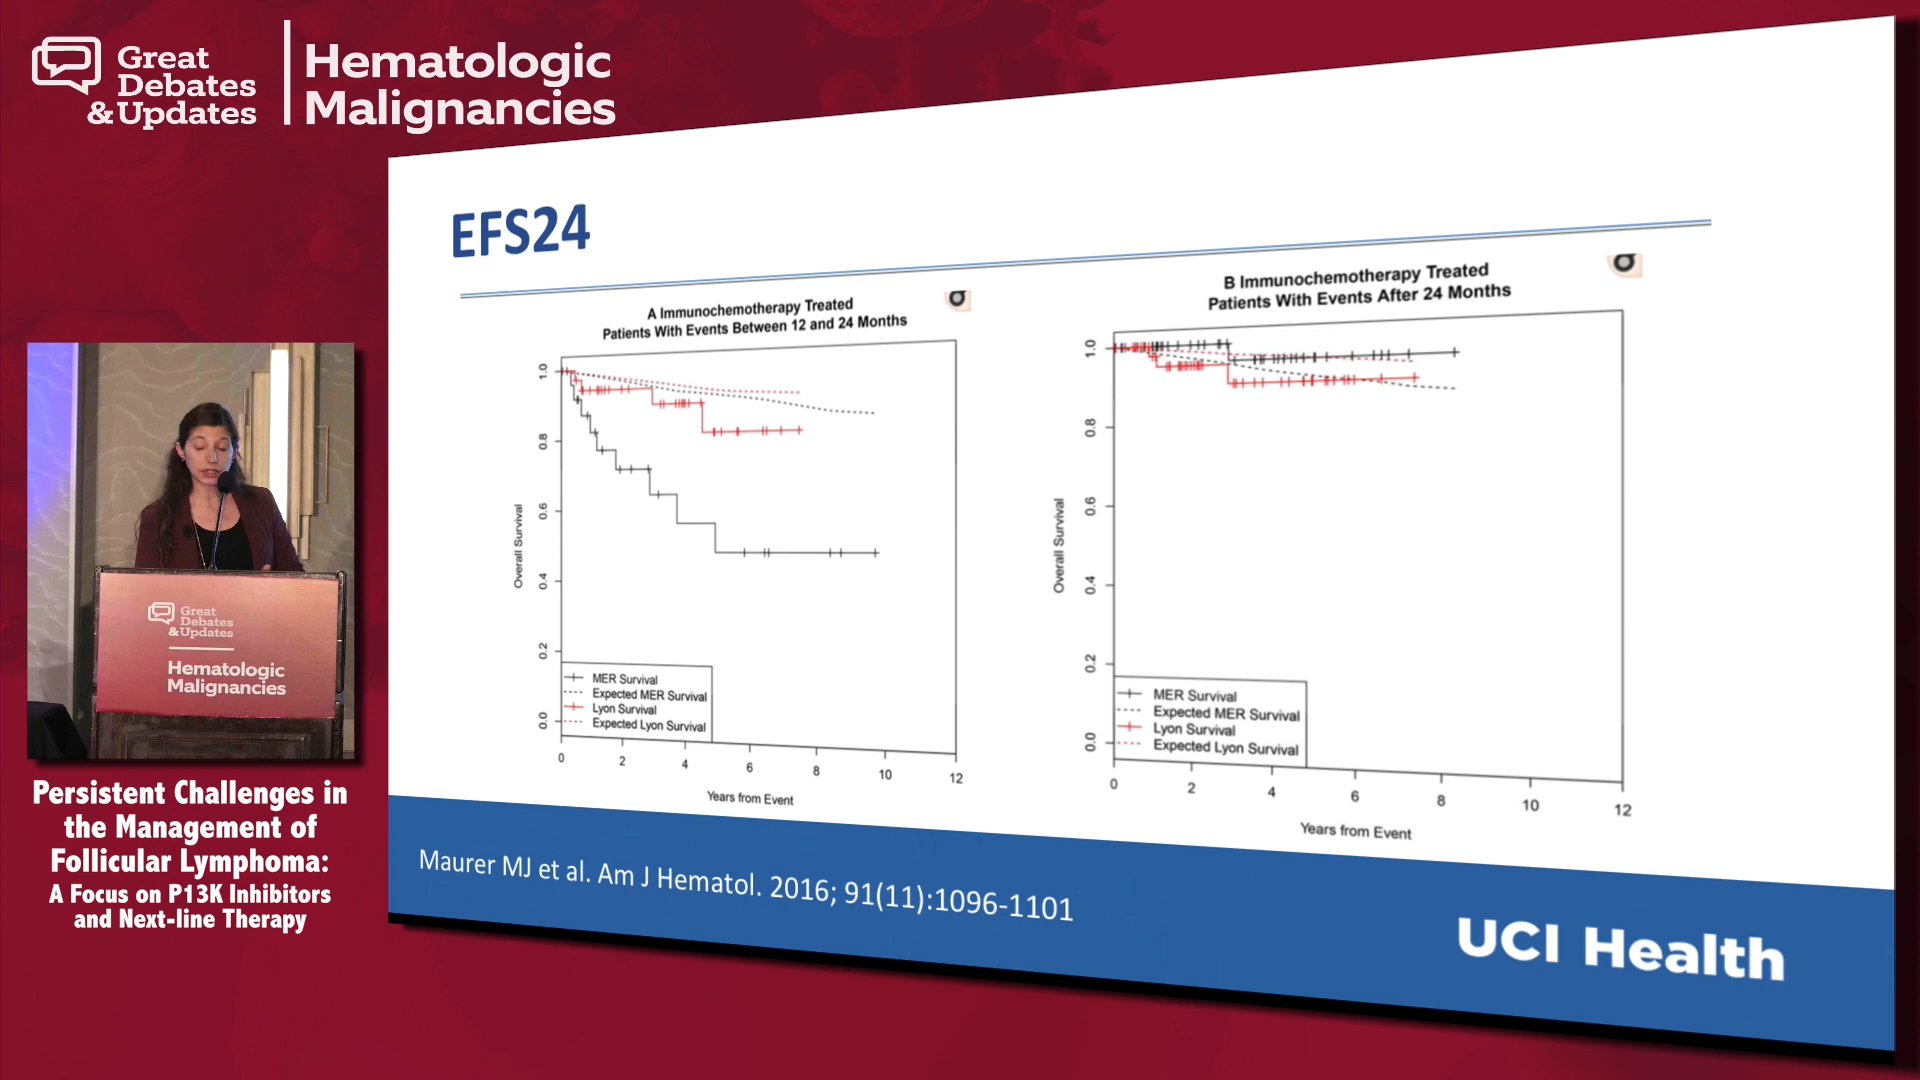 Great
Debates
& Updates
Hematologic
Malignancies
EFS24
A Immunochemotherapy Treated
Patients With Events Between 12 and 24 Months
1.0
0.8
0.6
0.4
0.2
0.0
Overall Survival
MER Survival
Expected MER Survival
Lyon Survival
Expected Lyon Survival
0 2 4 6 8 10 12
Years from Event
B Immunochemotherapy Treated
Patients With Events After 24 Months
1.0
0.8
0.6
0.4
0.2
0.0
Overall Survival
MER Survival
Expected MER Survival
Lyon Survival
Expected Lyon Survival
0 2 4 6 8 10 12
Years from Event
Maurer MJ et al. Am J Hematol. 2016; 91(11):1096-1101
UCI Health
Great
Debates
& Updates
Hematologic
Malignancies
Persistent Challenges in
the Management of
Follicular Lymphoma:
A Focus on P13K Inhibitors
and Next-line Therapy